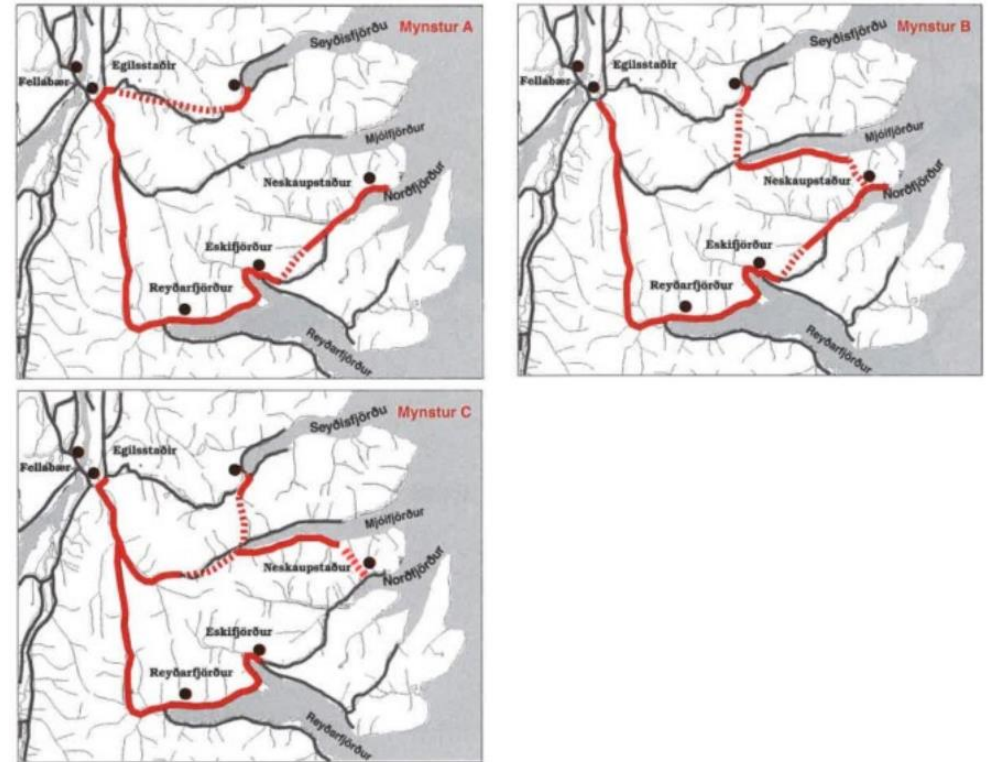 Seyðisfjörðu
Mynstur A
Egilsstaðir
Fellabær
Mjóifjörður
Neskaupstaður
Norðfjörður
Eskifjörður
Reyðarfjörður
Reyðarfjörður
Seyðisfjörðu
Mynstur B
Egilsstaðir
Fellabær
Mjóifjörður
Neskaupstaður
Norðfjörður
Eskifjörður
Reyðarfjörður
Reyðarfjörður
Seyðisfjörðu
Mynstur C
Egilsstaðir
Fellabær
Mjóifjörður
Neskaupstaður
Norðfjörður
Eskifjörður
Reyðarfjörður
Reyðarfjörður